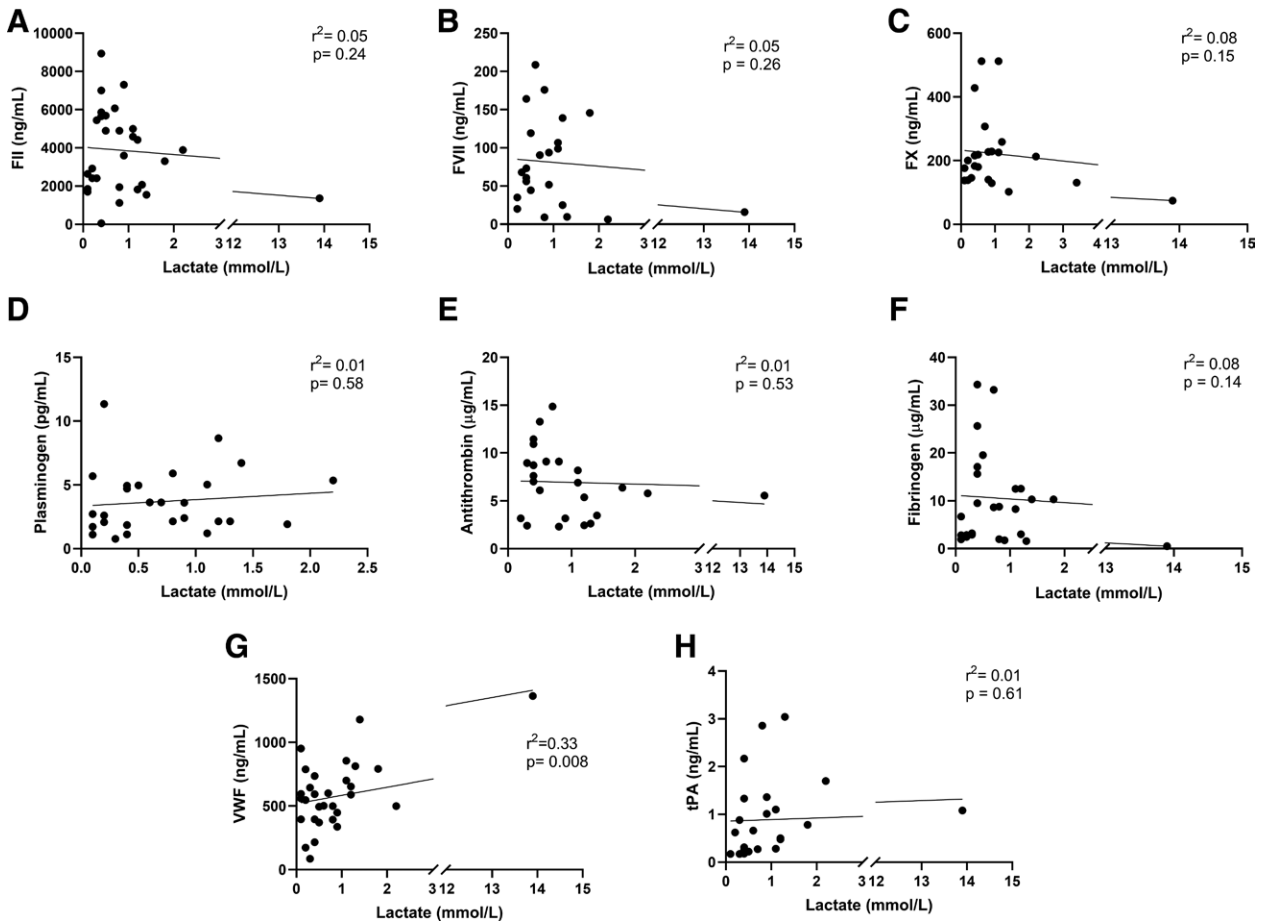 A
FII (ng/mL)
10000
8000
6000
4000
2000
0
r2= 0.05
p= 0.24
0 1 2 3 12 13 14 15
Lactate (mmol/L)
B
FVII (ng/mL)
250
200
150
100
50
0
r2= 0.05
p = 0.26
0 1 2 3 12 13 14 15
Lactate (mmol/L)
C
FX (ng/mL)
600
400
200
0
r2= 0.08
p= 0.15
0 1 2 3 4 13 14 15
Lactate (mmol/L)
D
Plasminogen (pg/mL)
15
10
5
0
r2= 0.01
p= 0.58
0.0 0.5 1.0 1.5 2.0 2.5
Lactate (mmol/L)
E
Antithrombin (μg/mL)
20
15
10
5
0
r2= 0.01
p = 0.53
0 1 2 3 12 13 14 15
Lactate (mmol/L)
F
Fibrinogen (μg/mL)
40
30
20
10
0
r2= 0.08
p = 0.14
0 1 2 13 14 15
Lactate (mmol/L)
G
VWF (ng/mL)
1500
1000
500
0
r2=0.33
p= 0.008
0 1 2 3 12 13 14 15
Lactate (mmol/L)
H
tPA (ng/mL)
4
3
2
1
0
r2= 0.01
p = 0.61
0 1 2 3 12 13 14 15
Lactate (mmol/L)